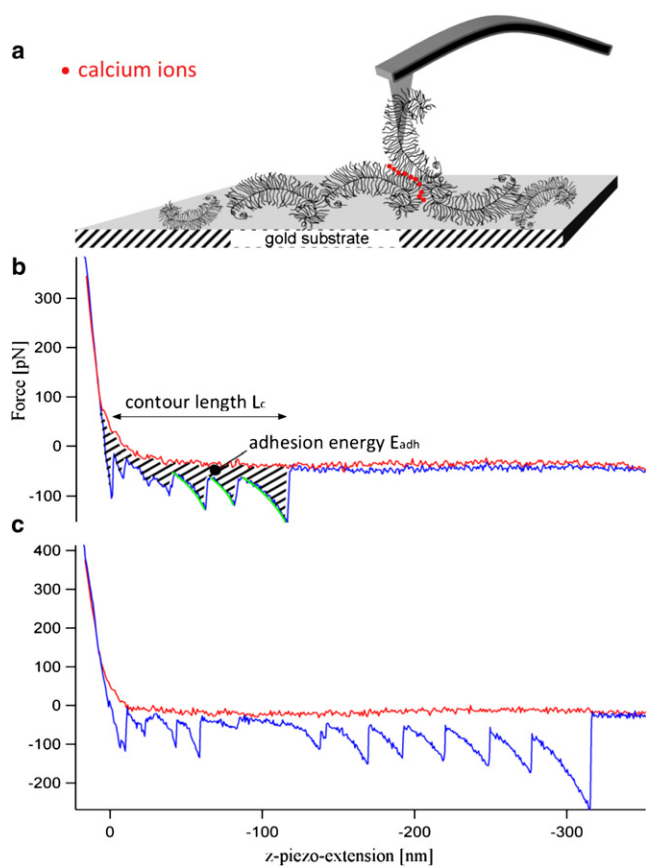 a
• calcium ions
gold substrate
b
300
200
100
0
-100
Force [pN]
contour length Lc
adhesion energy Eadh
c
400
300
200
100
0
-100
-200
0
-100
-200
-300
z-piezo-extension [nm]